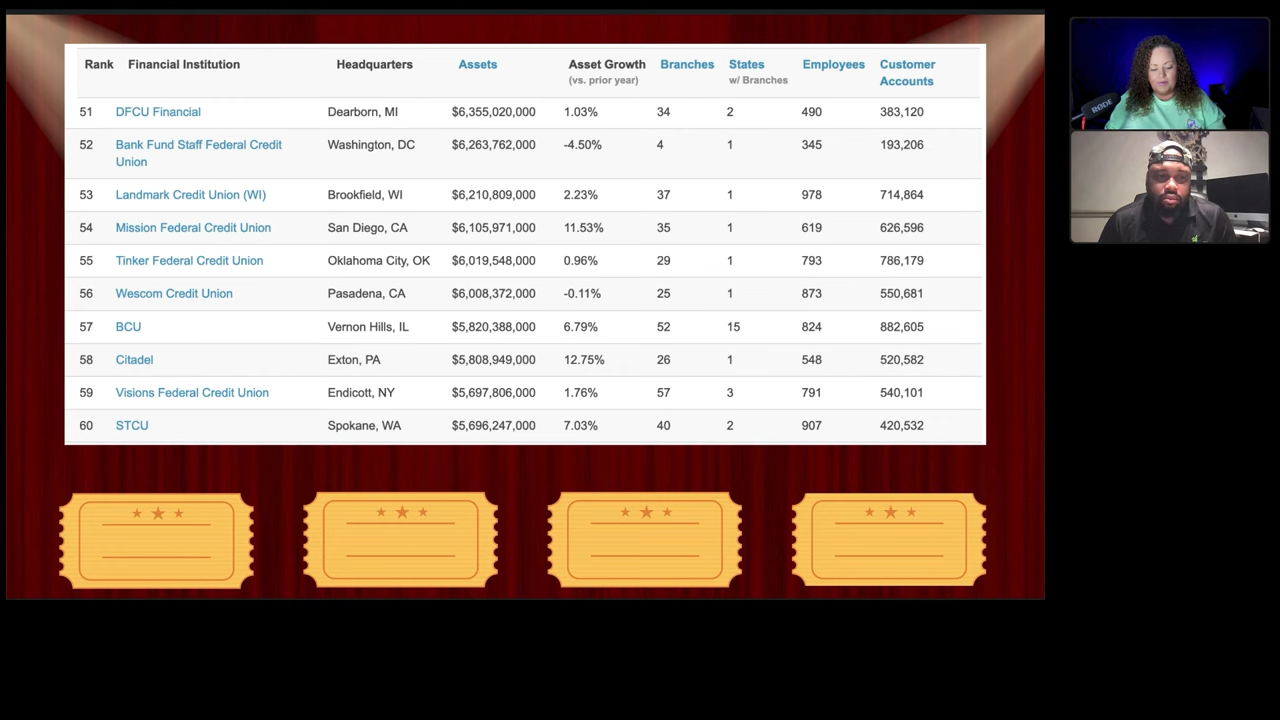 Rank Financial Institution Headquarters Assets Asset Growth Branches States Employees Customer
(vs. prior year) w/ Branches Accounts
51 DFCU Financial Dearborn, MI $6,355,020,000 1.03% 34 2 490 383,120
52 Bank Fund Staff Federal Credit Washington, DC $6,263,762,000 -4.50% 4 1 345 193,206
Union
53 Landmark Credit Union (WI) Brookfield, WI $6,210,809,000 2.23% 37 1 978 714,864
54 Mission Federal Credit Union San Diego, CA $6,105,971,000 11.53% 35 1 619 626,596
55 Tinker Federal Credit Union Oklahoma City, OK $6,019,548,000 0.96% 29 1 793 786,179
56 Wescom Credit Union Pasadena, CA $6,008,372,000 -0.11% 25 1 873 550,681
57 BCU Vernon Hills, IL $5,820,388,000 6.79% 52 15 824 882,605
58 Citadel Exton, PA $5,808,949,000 12.75% 26 1 548 520,582
59 Visions Federal Credit Union Endicott, NY $5,697,806,000 1.76% 57 3 791 540,101
60 STCU Spokane, WA $5,696,247,000 7.03% 40 2 907 420,532
RODE